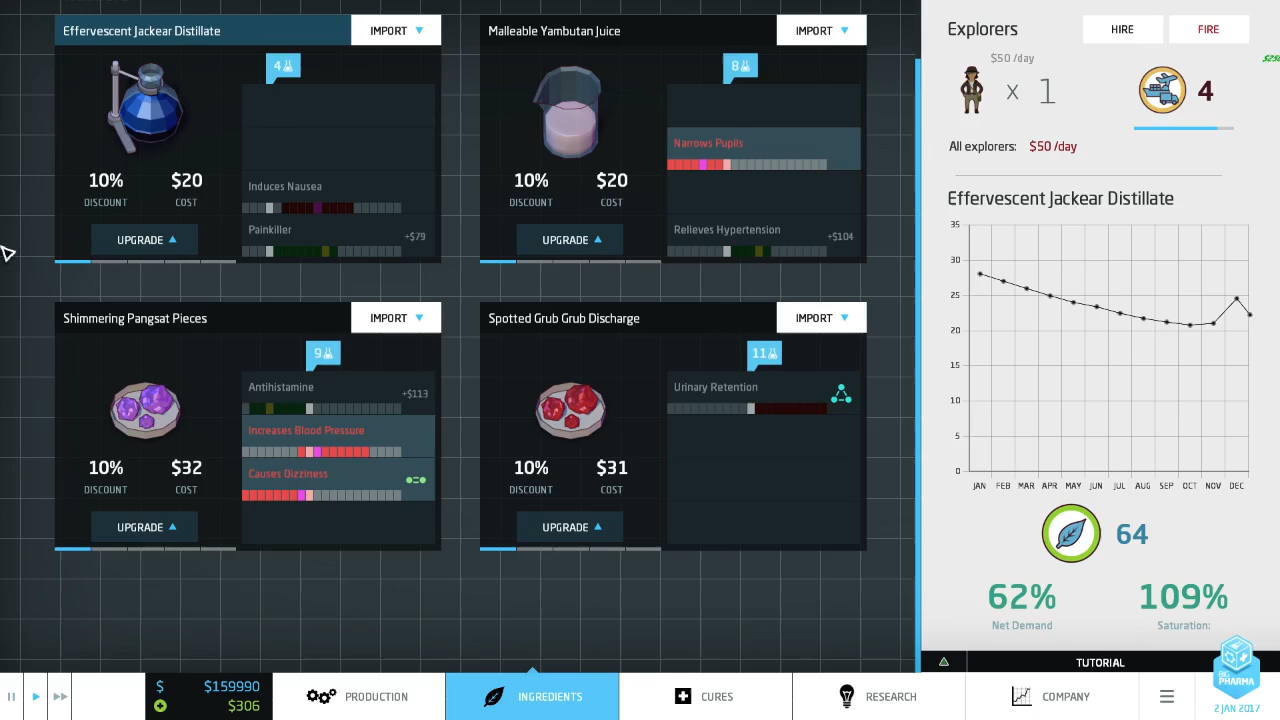 Effervescent Jackear Distillate
IMPORT
4
10%
DISCOUNT
$20
COST
UPGRADE
Induces Nausea
Painkiller
+$79
Malleable Yambutan Juice
IMPORT
8
10%
DISCOUNT
$20
COST
UPGRADE
Narrows Pupils
Relieves Hypertension
+$104
Shimmering Pangsat Pieces
IMPORT
9
10%
DISCOUNT
$32
COST
UPGRADE
Antihistamine
+$113
Increases Blood Pressure
Causes Dizziness
Spotted Grub Grub Discharge
IMPORT
11
10%
DISCOUNT
$31
COST
UPGRADE
Urinary Retention
Explorers
HIRE
FIRE
$50 /day
x 1
4
All explorers: $50 /day
Effervescent Jackear Distillate
35
30
25
20
15
10
5
0
JAN FEB MAR APR MAY JUN JUL AUG SEP OCT NOV DEC
64
62%
Net Demand
109%
Saturation:
TUTORIAL
$ $159990
$306
PRODUCTION
INGREDIENTS
CURES
RESEARCH
COMPANY
BIG PHARMA
2 JAN 2017